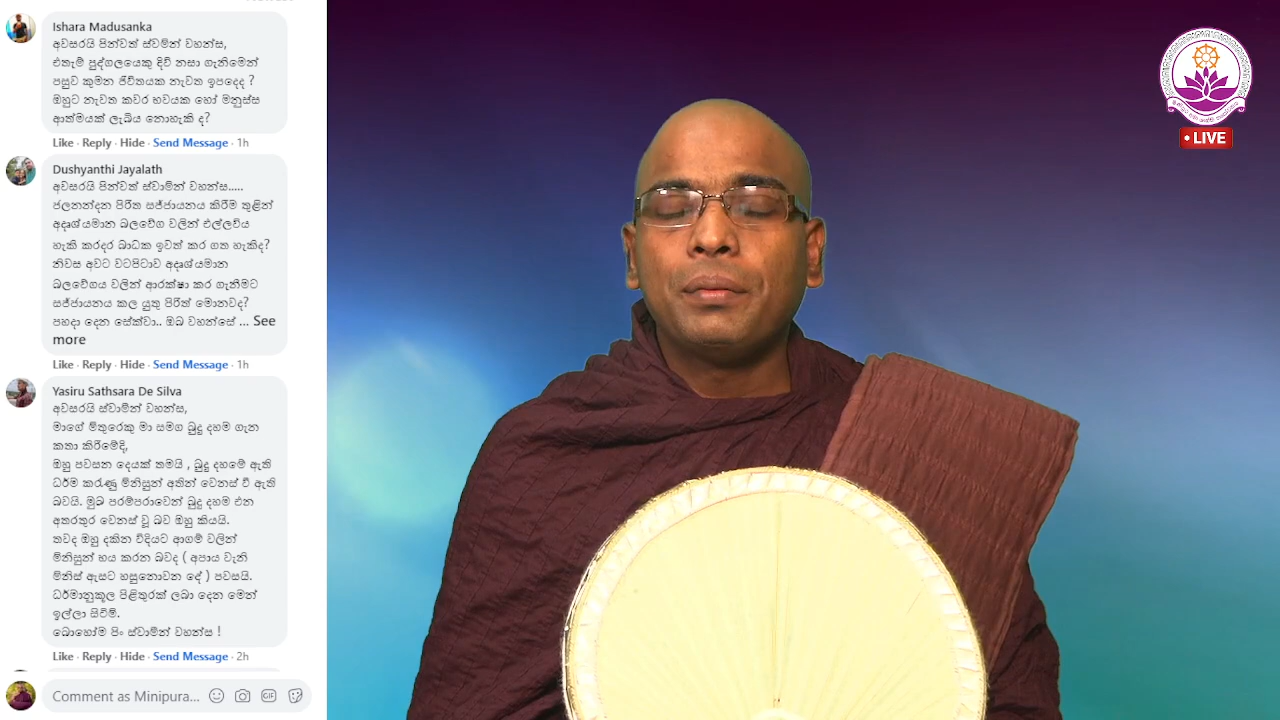 Ishara Madusanka
අවසරයි පින්වත් ස්වමින් වහන්ස,
එතැම් පුද්ගලයෙකු දිවි නසා ගැනීමෙන්
පසුව කුමන ජීවිතයක නැවත ඉපදෙද ?
ඔහුට නැවත කවර භවයක හෝ මනුස්ස
ආත්මයක් ලැබිය නොහැකි ද?
Like · Reply · Hide · Send Message · 1h
Dushyanthi Jayalath
අවසරයි පින්වත් ස්වාමින් වහන්ස.....
ජලනන්දන පිරිත සජ්ඣායනය කිරීම තුළින්
අදෘශ්‍යමාන බලවේග වලින් එල්ලවිය
හැකි කරදර බාධක ඉවත් කර ගත හැකිද?
නිවස අවට වටපිටාව අදෘශ්‍යමාන
බලවේගය වලින් ආරක්ෂා කර ගැනීමට
සජ්ඣායනය කල යුතු පිරිත් මොනවද?
පහදා දෙන සේක්වා.. ඔබ වහන්සේ ... See
more
Like · Reply · Hide · Send Message · 1h
Yasiru Sathsara De Silva
අවසරයි ස්වාමින් වහන්ස,
මාගේ මිතුරෙකු මා සමග බුදු දහම ගැන
කතා කිරීමේදී,
ඔහු පවසන දෙයක් තමයි , බුදු දහමේ ඇති
ධර්ම කරුණු මිනිසුන් අතින් වෙනස් වී ඇති
බවයි. මුඛ පරම්පරාවෙන් බුදු දහම එන
අතරතුර වෙනස් වූ බව ඔහු කියයි.
තවද ඔහු දකින විදියට ආගම් වලින්
මිනිසුන් භය කරන බවද ( අපාය වැනි
මිනිස් ඇසට හසුනොවන දේ ) පවසයි.
ධර්මානුකූල පිළිතුරක් ලබා දෙන මෙන්
ඉල්ලා සිටිමි.
බොහෝම පිං ස්වාමින් වහන්ස !
Like · Reply · Hide · Send Message · 2h
Comment as Minipura...
GIF
LIVE